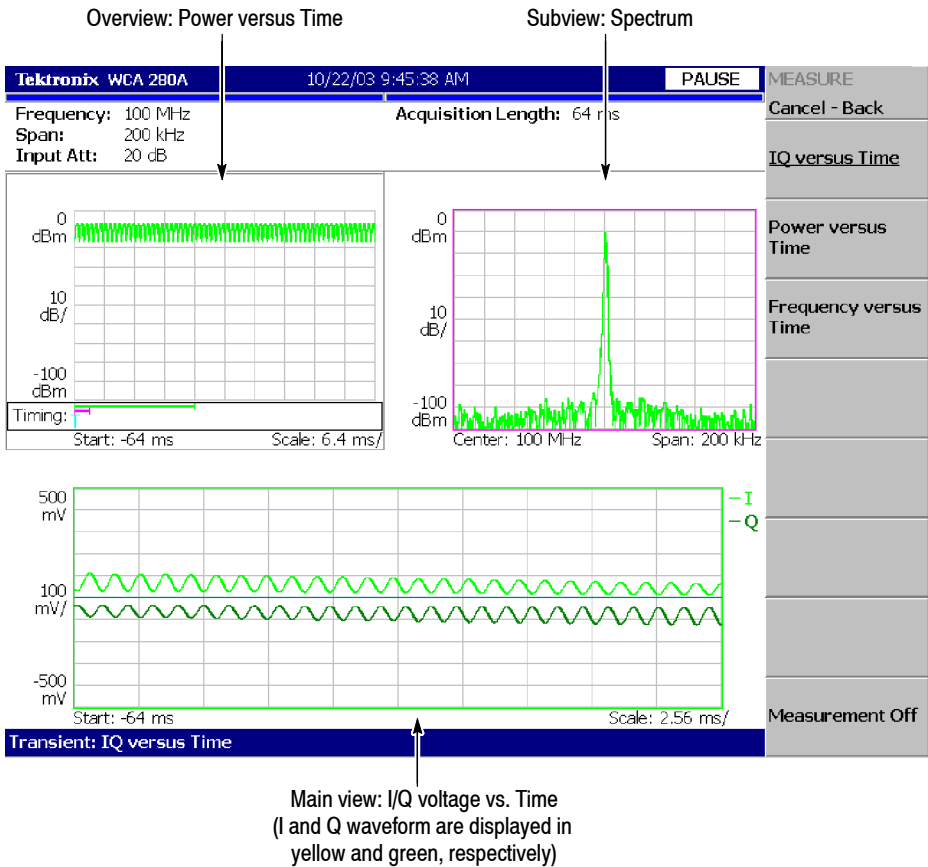 Overview: Power versus Time
Subview: Spectrum
Tektronix WCA 280A 10/22/03 9:45:38 AM PAUSE
MEASURE
Cancel - Back
Frequency: 100 MHz
Span: 200 kHz
Input Att: 20 dB
Acquisition Length: 64 ms
IQ versus Time
Power versus
Time
Frequency versus
Time
Measurement Off
0
dBm
10
dB/
-100
dBm
Timing:
Start: -64 ms Scale: 6.4 ms/
0
dBm
10
dB/
-100
dBm
Center: 100 MHz Span: 200 kHz
500
mV
100
mV/
-500
mV
I
Q
Start: -64 ms Scale: 2.56 ms/
Transient: IQ versus Time
Main view: I/Q voltage vs. Time
(I and Q waveform are displayed in
yellow and green, respectively)